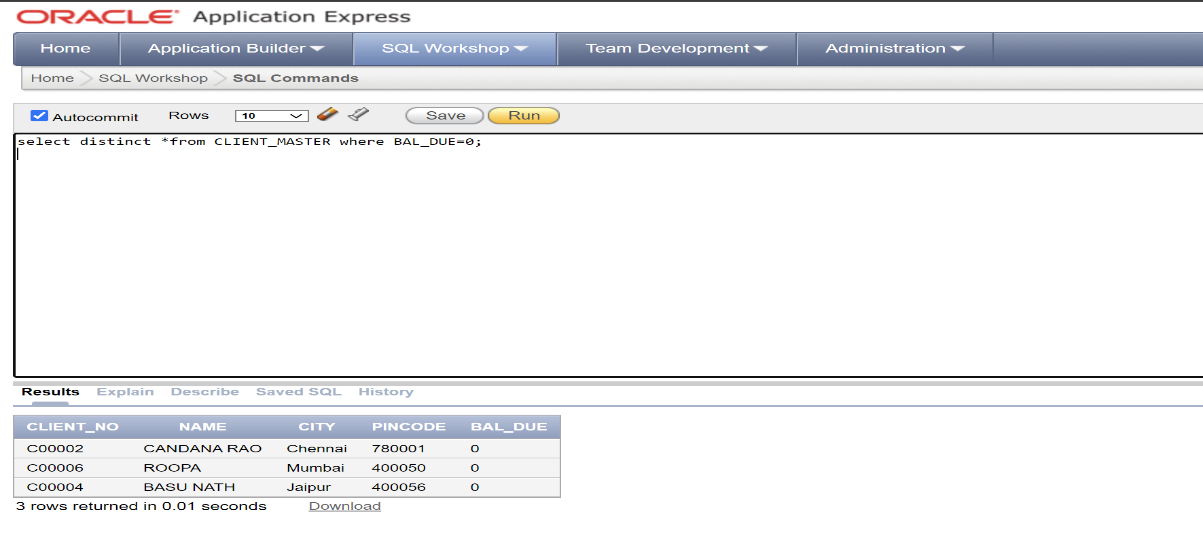 ORACLE Application Express
Home Application Builder SQL Workshop Team Development Administration
Home SQL Workshop SQL Commands
Autocommit Rows 10 Save Run
select distinct *from CLIENT_MASTER where BAL_DUE=0;
Results Explain Describe Saved SQL History
CLIENT_NO NAME CITY PINCODE BAL_DUE
C00002 CANDANA RAO Chennai 780001 0
C00006 ROOPA Mumbai 400050 0
C00004 BASU NATH Jaipur 400056 0
3 rows returned in 0.01 seconds Download